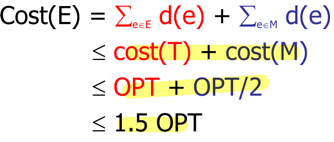 Cost(E) = ∑e∈E d(e) + ∑e∈M d(e)
≤ cost(T) + cost(M)
≤ OPT + OPT/2
≤ 1.5 OPT